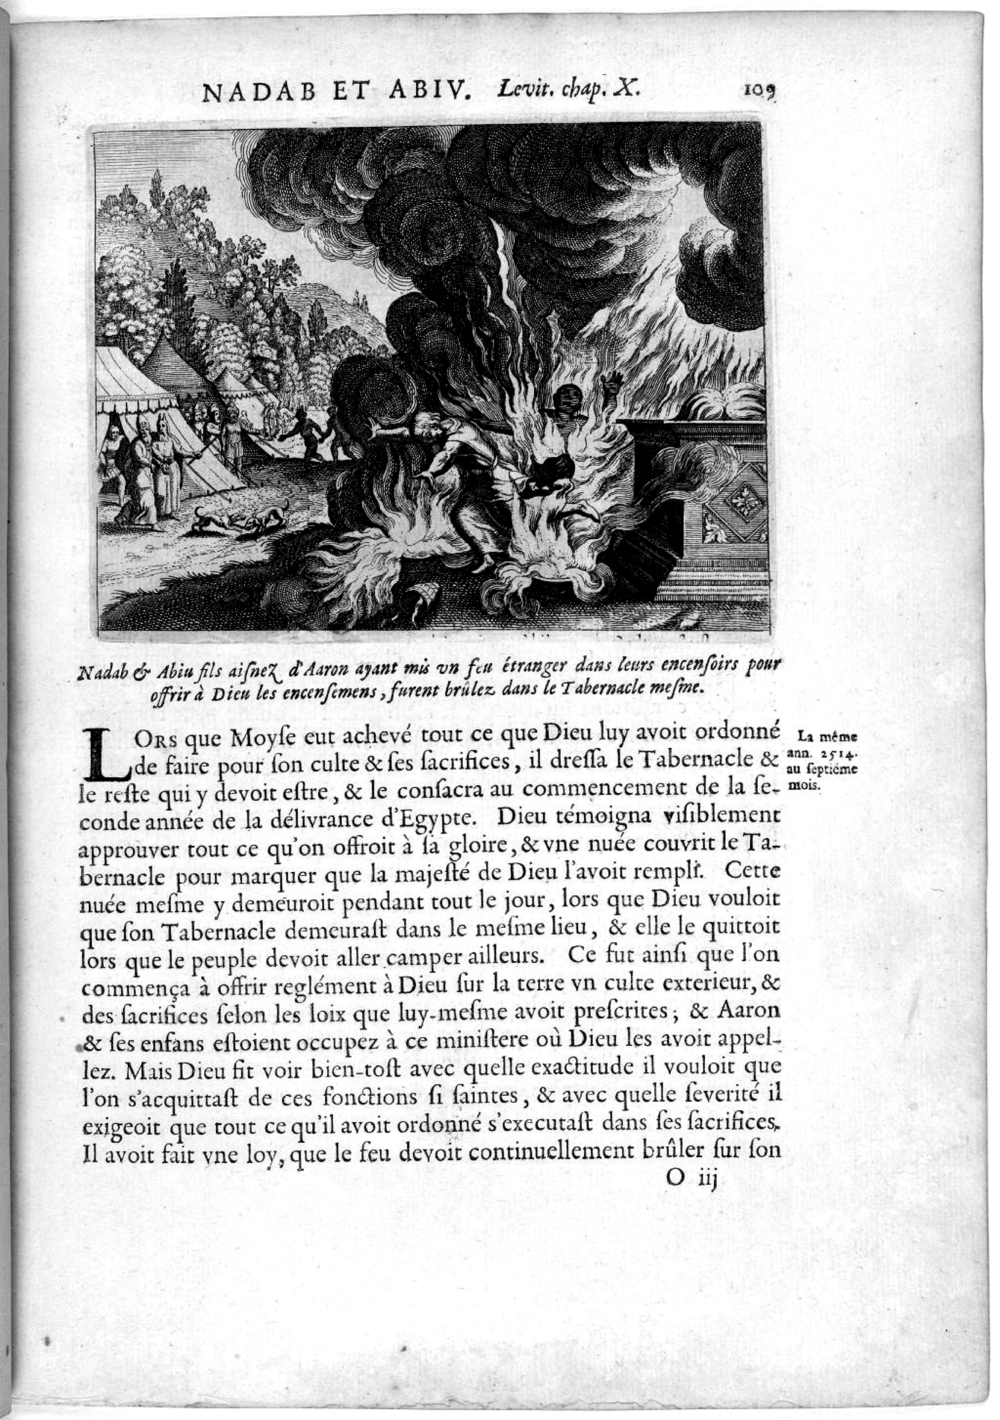 NADAB ET ABIV. Levit. chap. X. 109
Nadab & Abiu fils aiſnez d'Aaron ayant mis vn feu étranger dans leurs encenſoirs pour
offrir à Dieu les encenſemens, furent brûlez dans le Tabernacle meſme.
LORS que Moyſe eut achevé tout ce que Dieu luy avoit ordonné
de faire pour ſon culte & ſes ſacrifices, il dreſſa le Tabernacle &
le reſte qui y devoit eſtre, & le conſacra au commencement de la ſe-
conde année de la délivrance d'Egypte. Dieu témoigna viſiblement
approuver tout ce qu'on offroit à ſa gloire, & vne nuée couvrit le Ta-
bernacle pour marquer que la majeſté de Dieu l'avoit rempli. Cette
nuée meſme y demeuroit pendant tout le jour, lors que Dieu vouloit
que ſon Tabernacle demeuraſt dans le meſme lieu, & elle le quittoit
lors que le peuple devoit aller camper ailleurs. Ce fut ainſi que l'on
commença à offrir reglément à Dieu ſur la terre vn culte exterieur, &
des ſacrifices ſelon les loix que luy-meſme avoit preſcrites; & Aaron
& ſes enfans eſtoient occupez à ce miniſtere où Dieu les avoit appel-
lez. Mais Dieu fit voir bien-toſt avec quelle exactitude il vouloit que
l'on s'acquittaſt de ces fonctions ſi ſaintes, & avec quelle ſeverité il
exigeoit que tout ce qu'il avoit ordonné s'executaſt dans ſes ſacrifices.
Il avoit fait vne loy, que le feu devoit continuellement brûler ſur ſon
O iij
La même
ann. 2514.
au ſeptiéme
mois.